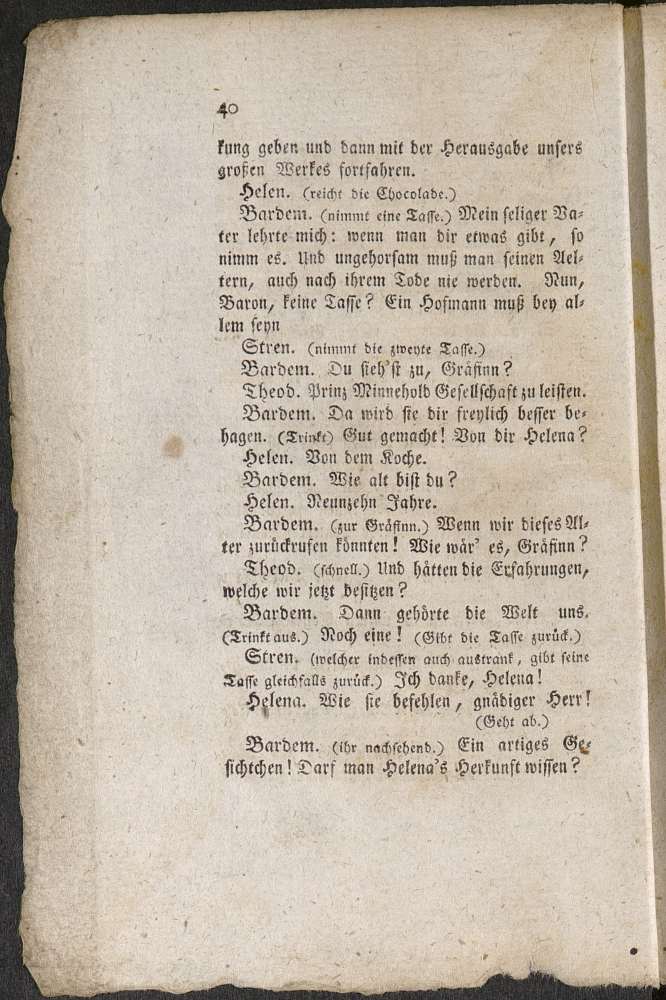 40
kung geben und dann mit der Herausgabe unsers
großen Werkes fortfahren.
Helen. (reicht die Chocolade.)
Bardem. (nimmt eine Tasse.) Mein seliger Va-
ter lehrte mich: wenn man dir etwas gibt, so
nimm es. Und ungehorsam muß man seinen Ael-
tern, auch nach ihrem Tode nie werden. Nun,
Baron, keine Tasse? Ein Hofmann muß bey al-
lem seyn
Stren. (nimmt die zweyte Tasse.)
Bardem. Du sieh'st zu, Gräfinn?
Theod. Prinz Minnehold Gesellschaft zu leisten.
Bardem. Da wird sie dir freylich besser be-
hagen. (Trinkt) Gut gemacht! Von dir Helena?
Helen. Von dem Koche.
Bardem. Wie alt bist du?
Helen. Neunzehn Jahre.
Bardem. (zur Gräfinn.) Wenn wir dieses Al-
ter zurückrufen könnten! Wie wär' es, Gräfinn?
Theod. (schnell.) Und hätten die Erfahrungen,
welche wir jetzt besitzen?
Bardem. Dann gehörte die Welt uns.
(Trinkt aus.) Noch eine! (Gibt die Tasse zurück.)
Stren. (welcher indessen auch austrank, gibt seine
Tasse gleichfalls zurück.) Ich danke, Helena!
Helena. Wie sie befehlen, gnädiger Herr!
(Geht ab.)
Bardem. (ihr nachsehend.) Ein artiges Ge-
sichtchen! Darf man Helena's Herkunft wissen?